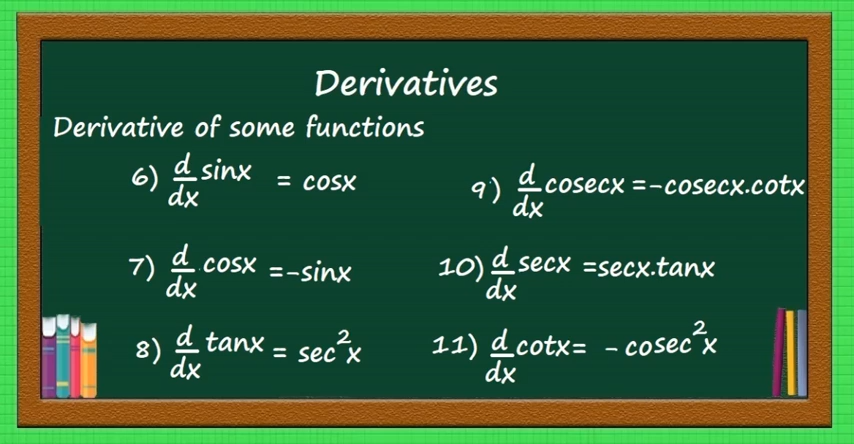 Derivatives
Derivative of some functions
6) d/dx sinx = cosx
7) d/dx cosx =-sinx
8) d/dx tanx = sec²x
9) d/dx cosecx =-cosecx.cotx
10) d/dx secx =secx.tanx
11) d/dx cotx= - cosec²x